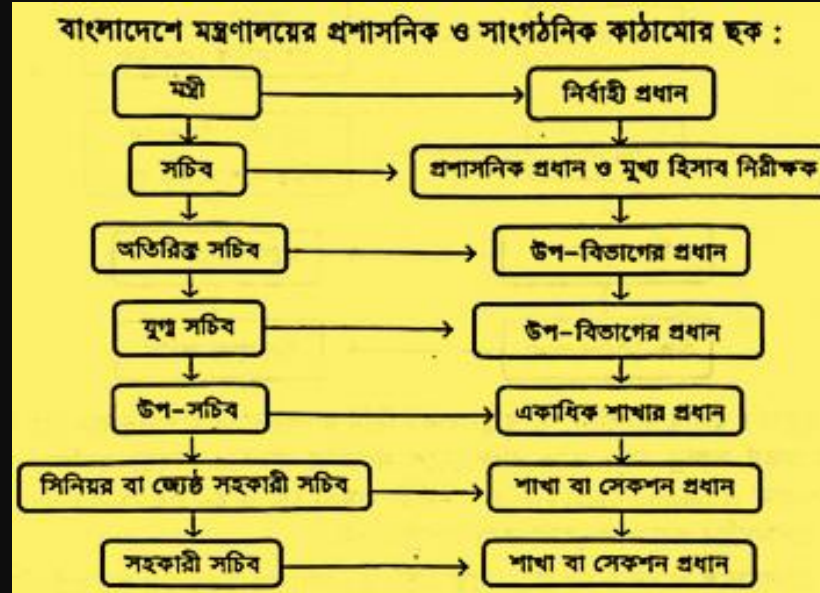 বাংলাদেশে মন্ত্রণালয়ের প্রশাসনিক ও সাংগঠনিক কাঠামোর ছক :
মন্ত্রী
নির্বাহী প্রধান
সচিব
প্রশাসনিক প্রধান ও মুখ্য হিসাব নিরীক্ষক
অতিরিক্ত সচিব
উপ-বিভাগের প্রধান
যুগ্ম সচিব
উপ-বিভাগের প্রধান
উপ-সচিব
একাধিক শাখার প্রধান
সিনিয়র বা জ্যেষ্ঠ সহকারী সচিব
শাখা বা সেকশন প্রধান
সহকারী সচিব
শাখা বা সেকশন প্রধান